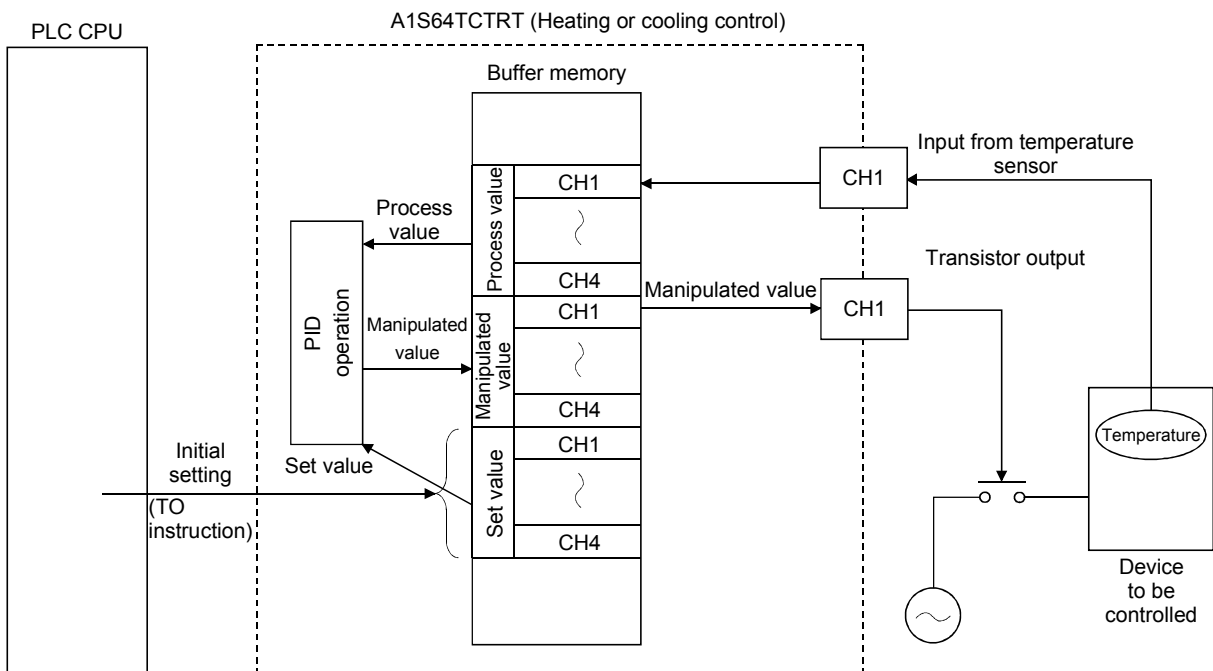 A1S64TCTRT (Heating or cooling control)
PLC CPU
Buffer memory
Input from temperature
sensor
CH1
CH1
Process value
Process
value
CH4
Transistor output
Manipulated value
CH1
CH1
PID
operation
Manipulated
value
Manipulated
value
CH4
CH1
Temperature
Initial
setting
Set value
(TO
instruction)
Set value
CH4
Device
to be
controlled